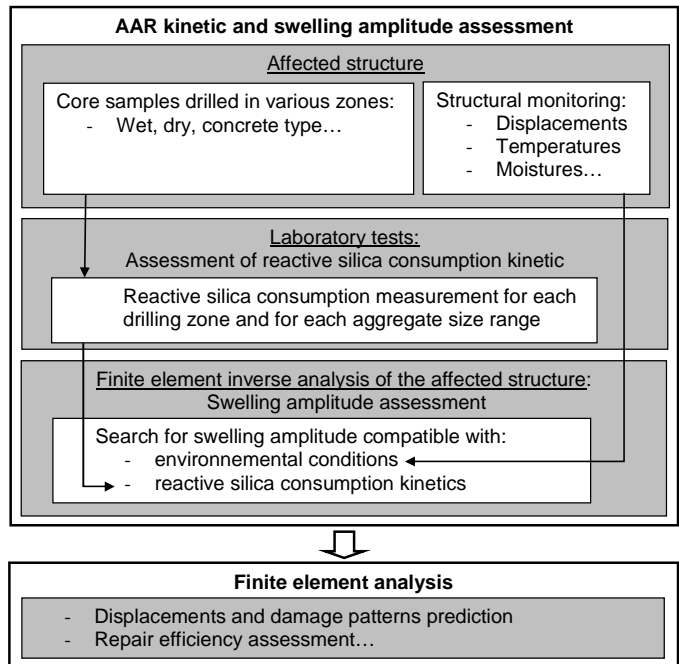 AAR kinetic and swelling amplitude assessment
Affected structure
Core samples drilled in various zones:
- Wet, dry, concrete type…
Structural monitoring:
- Displacements
- Temperatures
- Moistures…
Laboratory tests:
Assessment of reactive silica consumption kinetic
Reactive silica consumption measurement for each
drilling zone and for each aggregate size range
Finite element inverse analysis of the affected structure:
Swelling amplitude assessment
Search for swelling amplitude compatible with:
- environnemental conditions
- reactive silica consumption kinetics
Finite element analysis
- Displacements and damage patterns prediction
- Repair efficiency assessment…